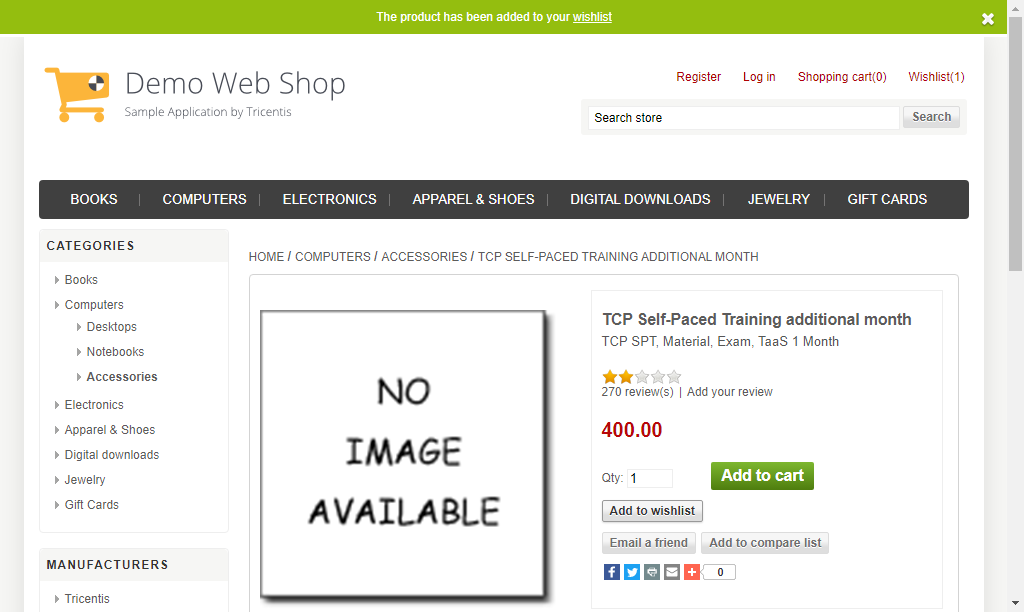 The product has been added to your wishlist
Demo Web Shop
Sample Application by Tricentis
Register
Log in
Shopping cart(0)
Wishlist(1)
Search store
Search
BOOKS
COMPUTERS
ELECTRONICS
APPAREL & SHOES
DIGITAL DOWNLOADS
JEWELRY
GIFT CARDS
CATEGORIES
Books
Computers
Desktops
Notebooks
Accessories
Electronics
Apparel & Shoes
Digital downloads
Jewelry
Gift Cards
MANUFACTURERS
Tricentis
HOME / COMPUTERS / ACCESSORIES / TCP SELF-PACED TRAINING ADDITIONAL MONTH
NO
IMAGE
AVAILABLE
TCP Self-Paced Training additional month
TCP SPT, Material, Exam, TaaS 1 Month
270 review(s) | Add your review
400.00
Qty: 1
Add to cart
Add to wishlist
Email a friend
Add to compare list
0